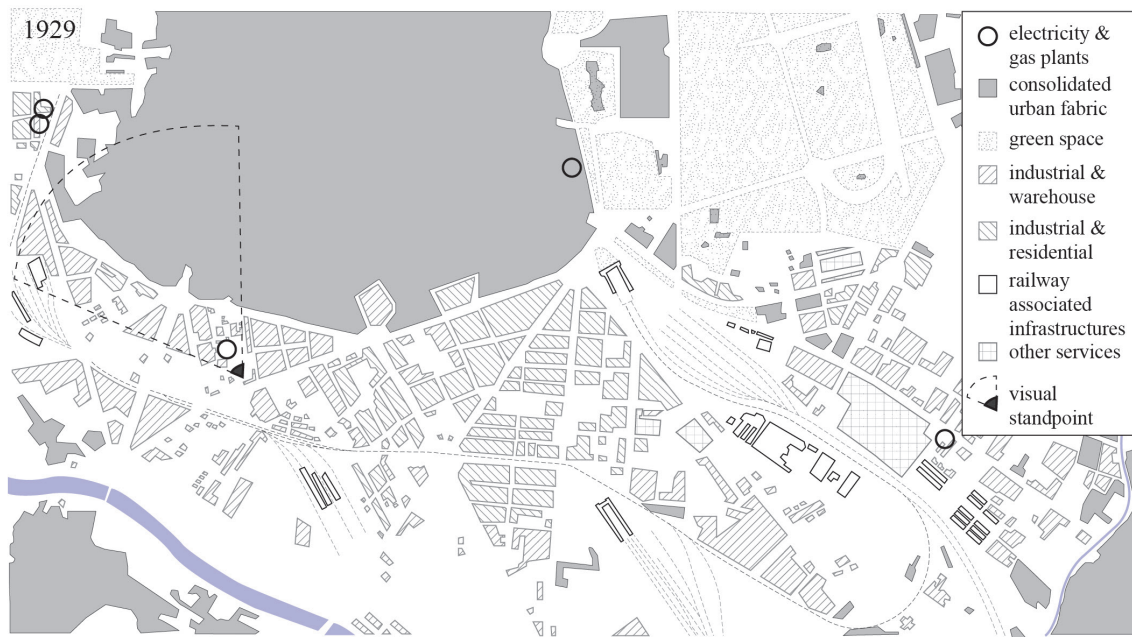 1929
electricity &
gas plants
consolidated
urban fabric
green space
industrial &
warehouse
industrial &
residential
railway
associated
infrastructures
other services
visual
standpoint